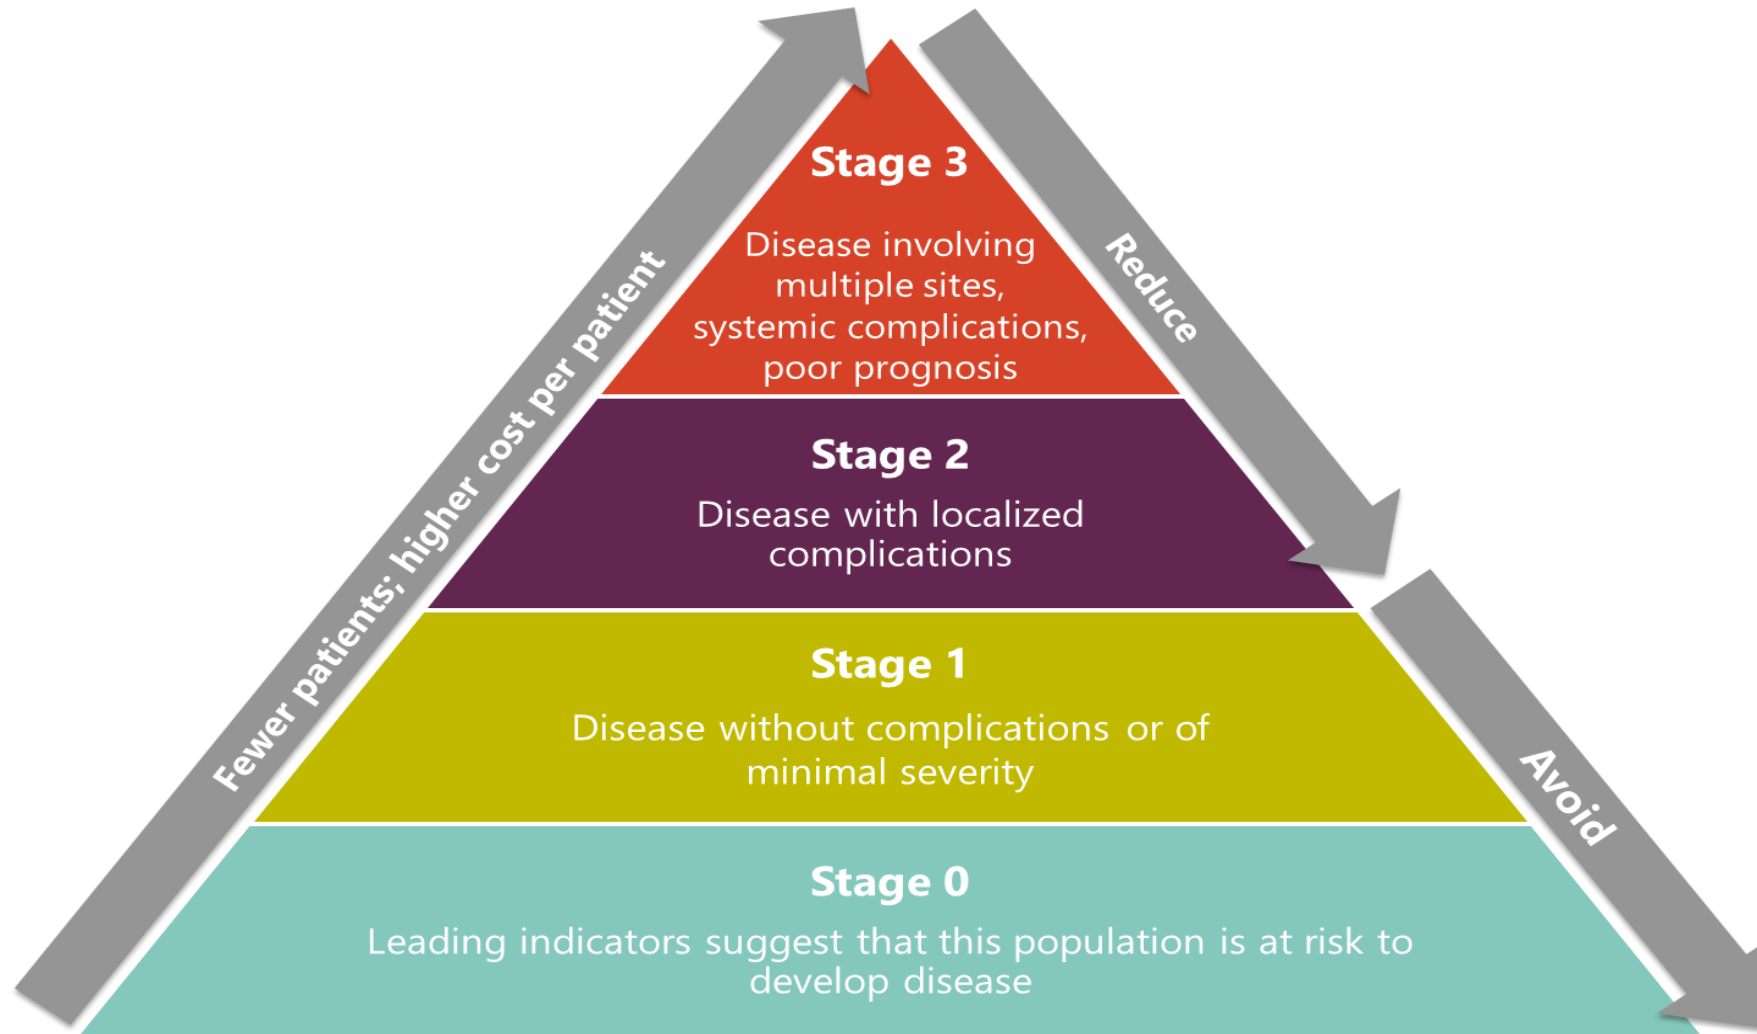 Stage 3
Disease involving
multiple sites,
systemic complications,
poor prognosis
Stage 2
Disease with localized
complications
Stage 1
Disease without complications or of
minimal severity
Stage 0
Leading indicators suggest that this population is at risk to
develop disease
Fewer patients; higher cost per patient
Reduce
Avoid